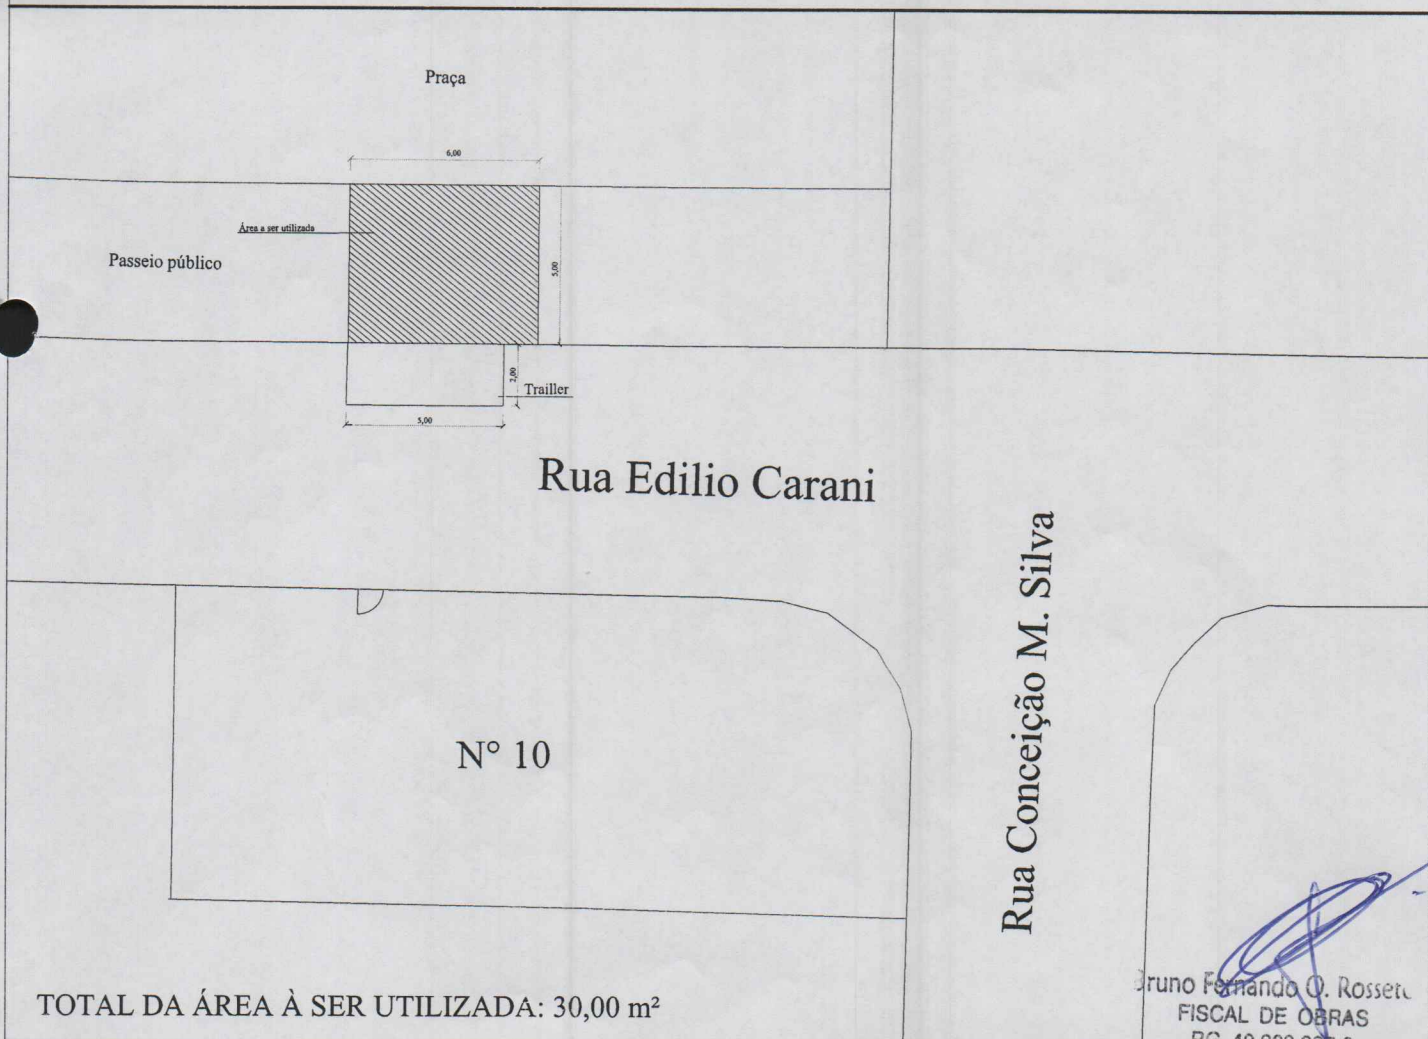 Praça
6,00
Área a ser utilizada
Passeio público
5,00
2,00
Trailler
5,00
Rua Edilio Carani
Rua Conceição M. Silva
N° 10
TOTAL DA ÁREA À SER UTILIZADA: 30,00 m²
Fernando O.
FISCAL DE OBRAS